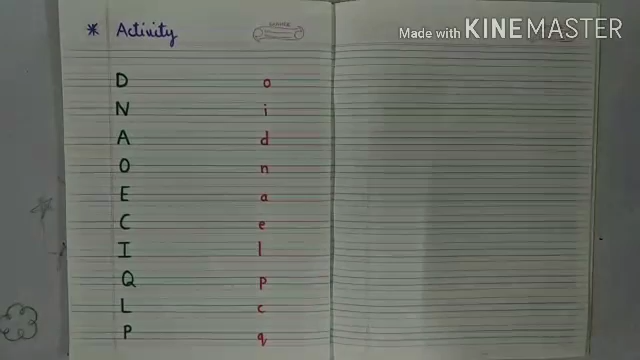 * Activity
Made with KINEMASTER
D o
N i
A d
O n
E a
C e
I l
Q p
L c
P q